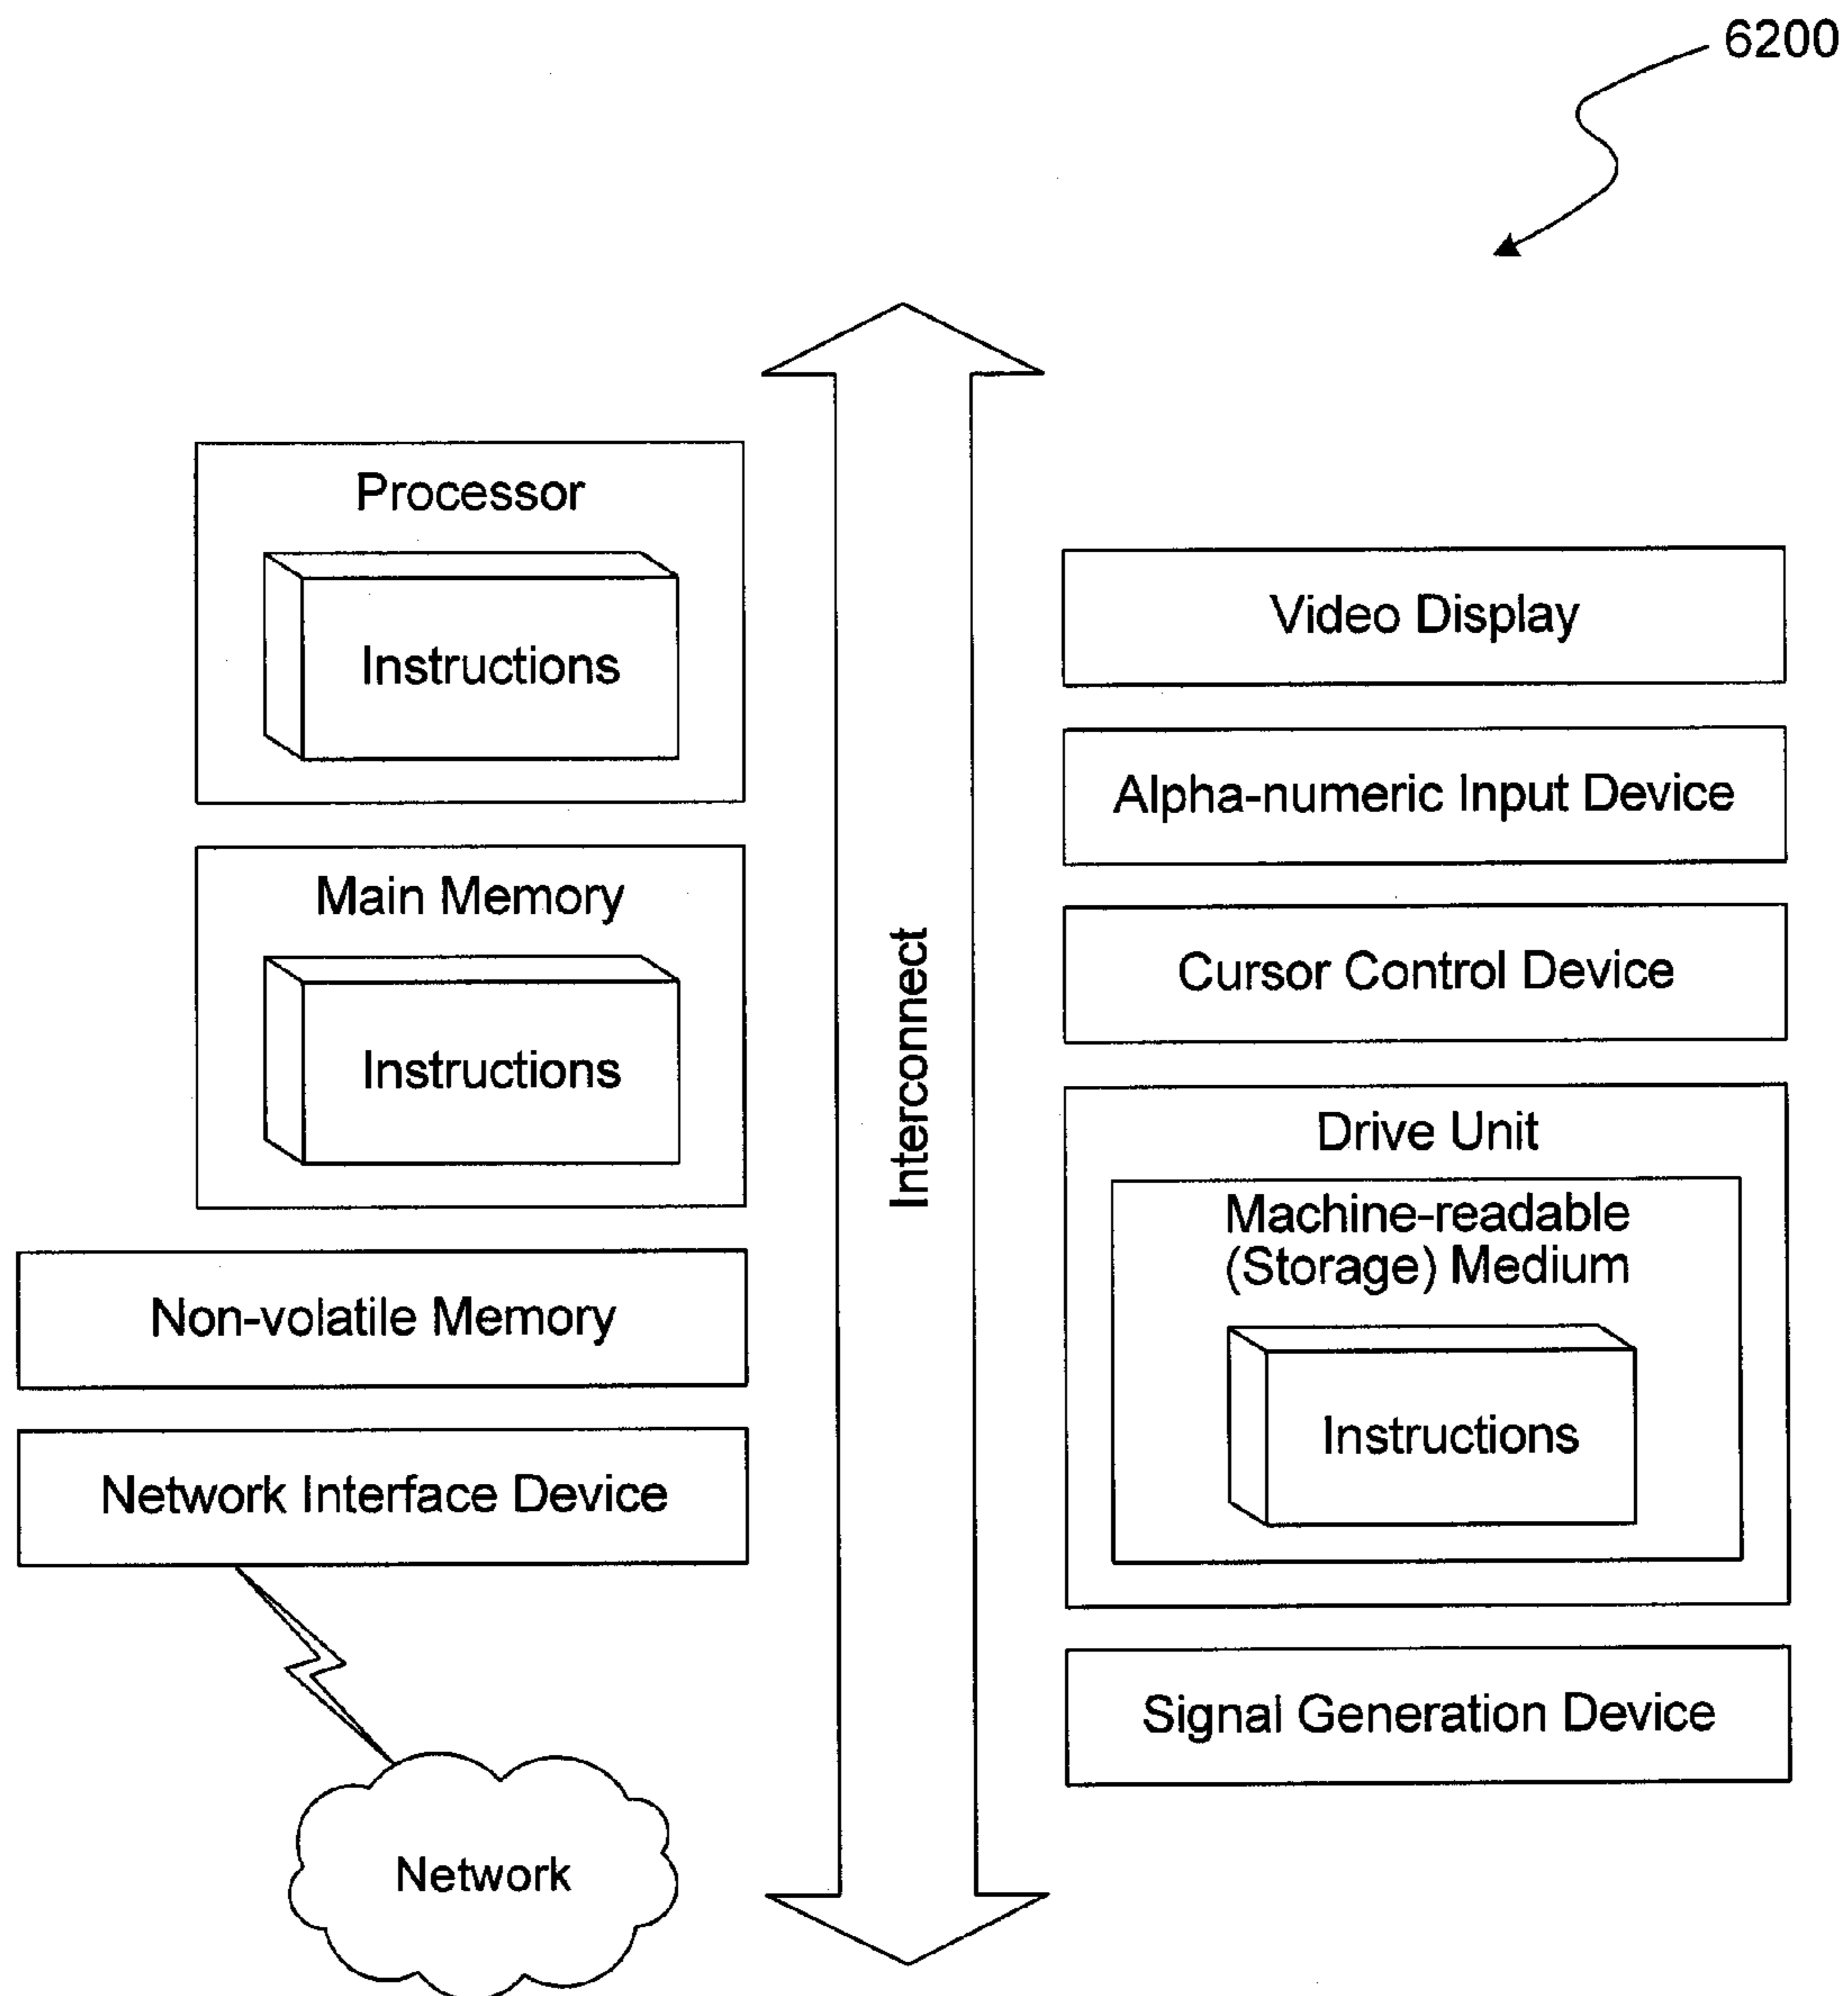 6200
Processor
Instructions
Main Memory
Instructions
Non-volatile Memory
Network Interface Device
Network
Interconnect
Video Display
Alpha-numeric Input Device
Cursor Control Device
Drive Unit
Machine-readable
(Storage) Medium
Instructions
Signal Generation Device